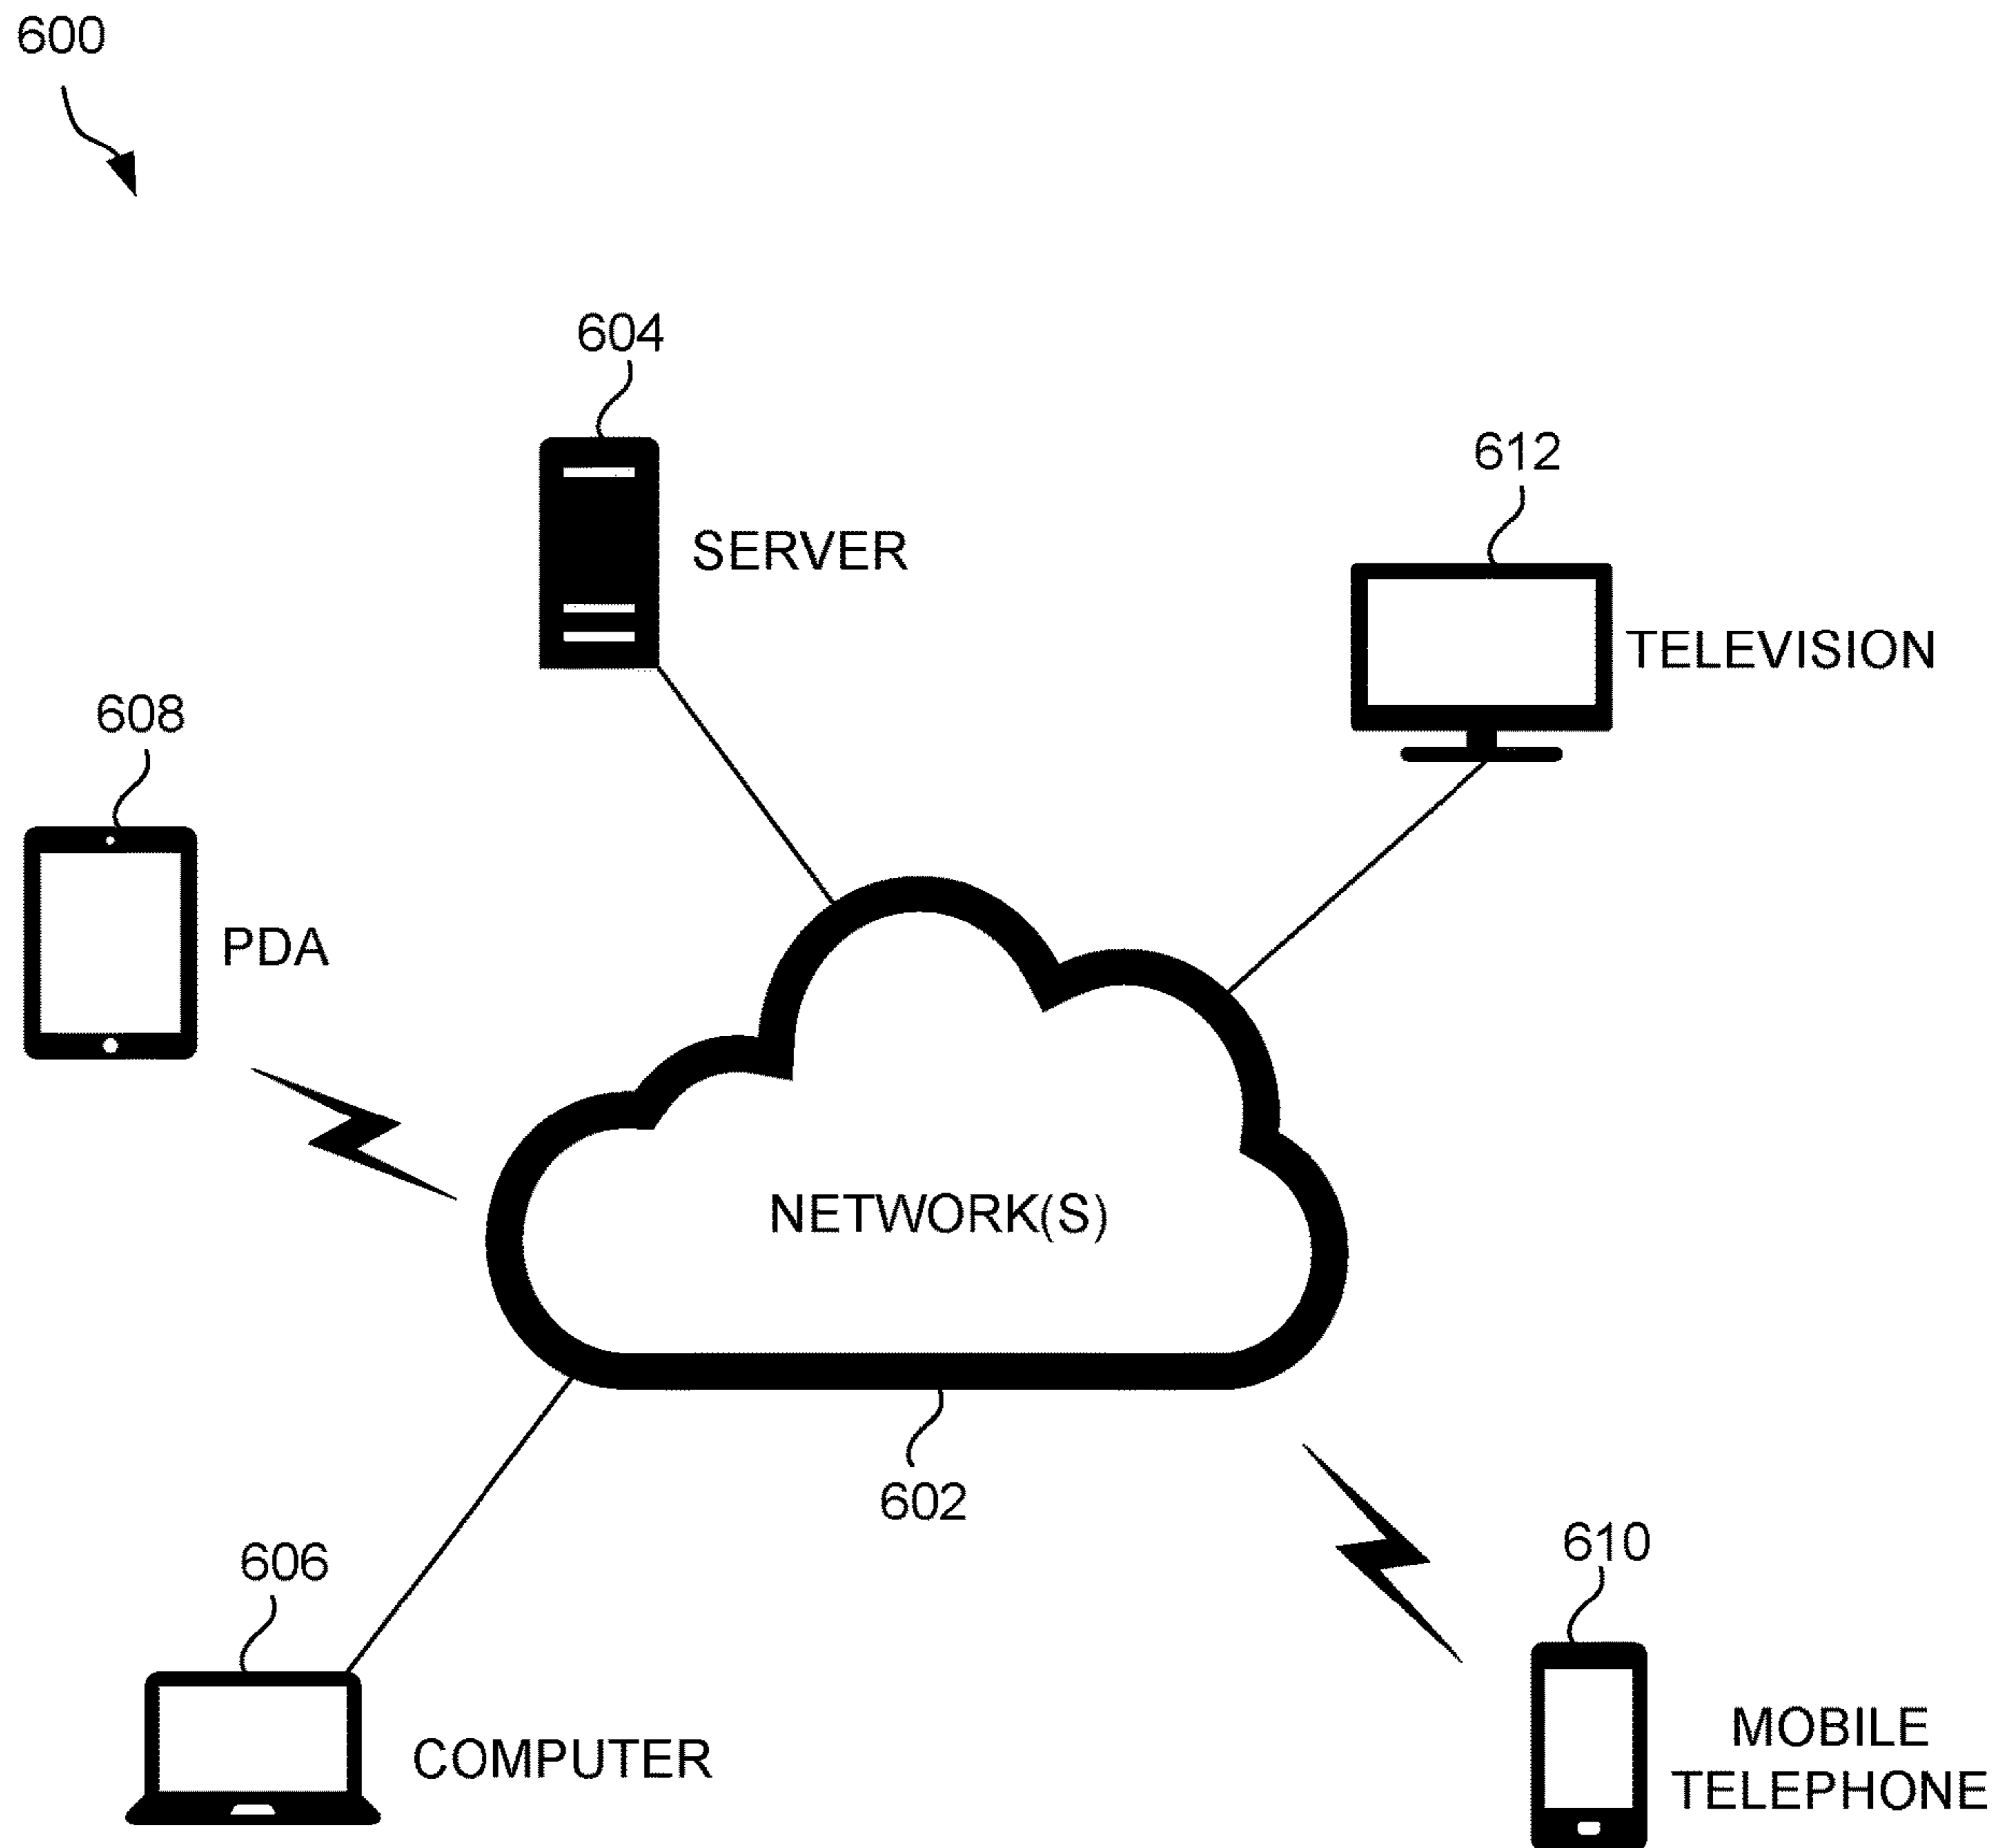 600
604
SERVER
612
TELEVISION
608
PDA
NETWORK(S)
602
606
COMPUTER
610
MOBILE
TELEPHONE